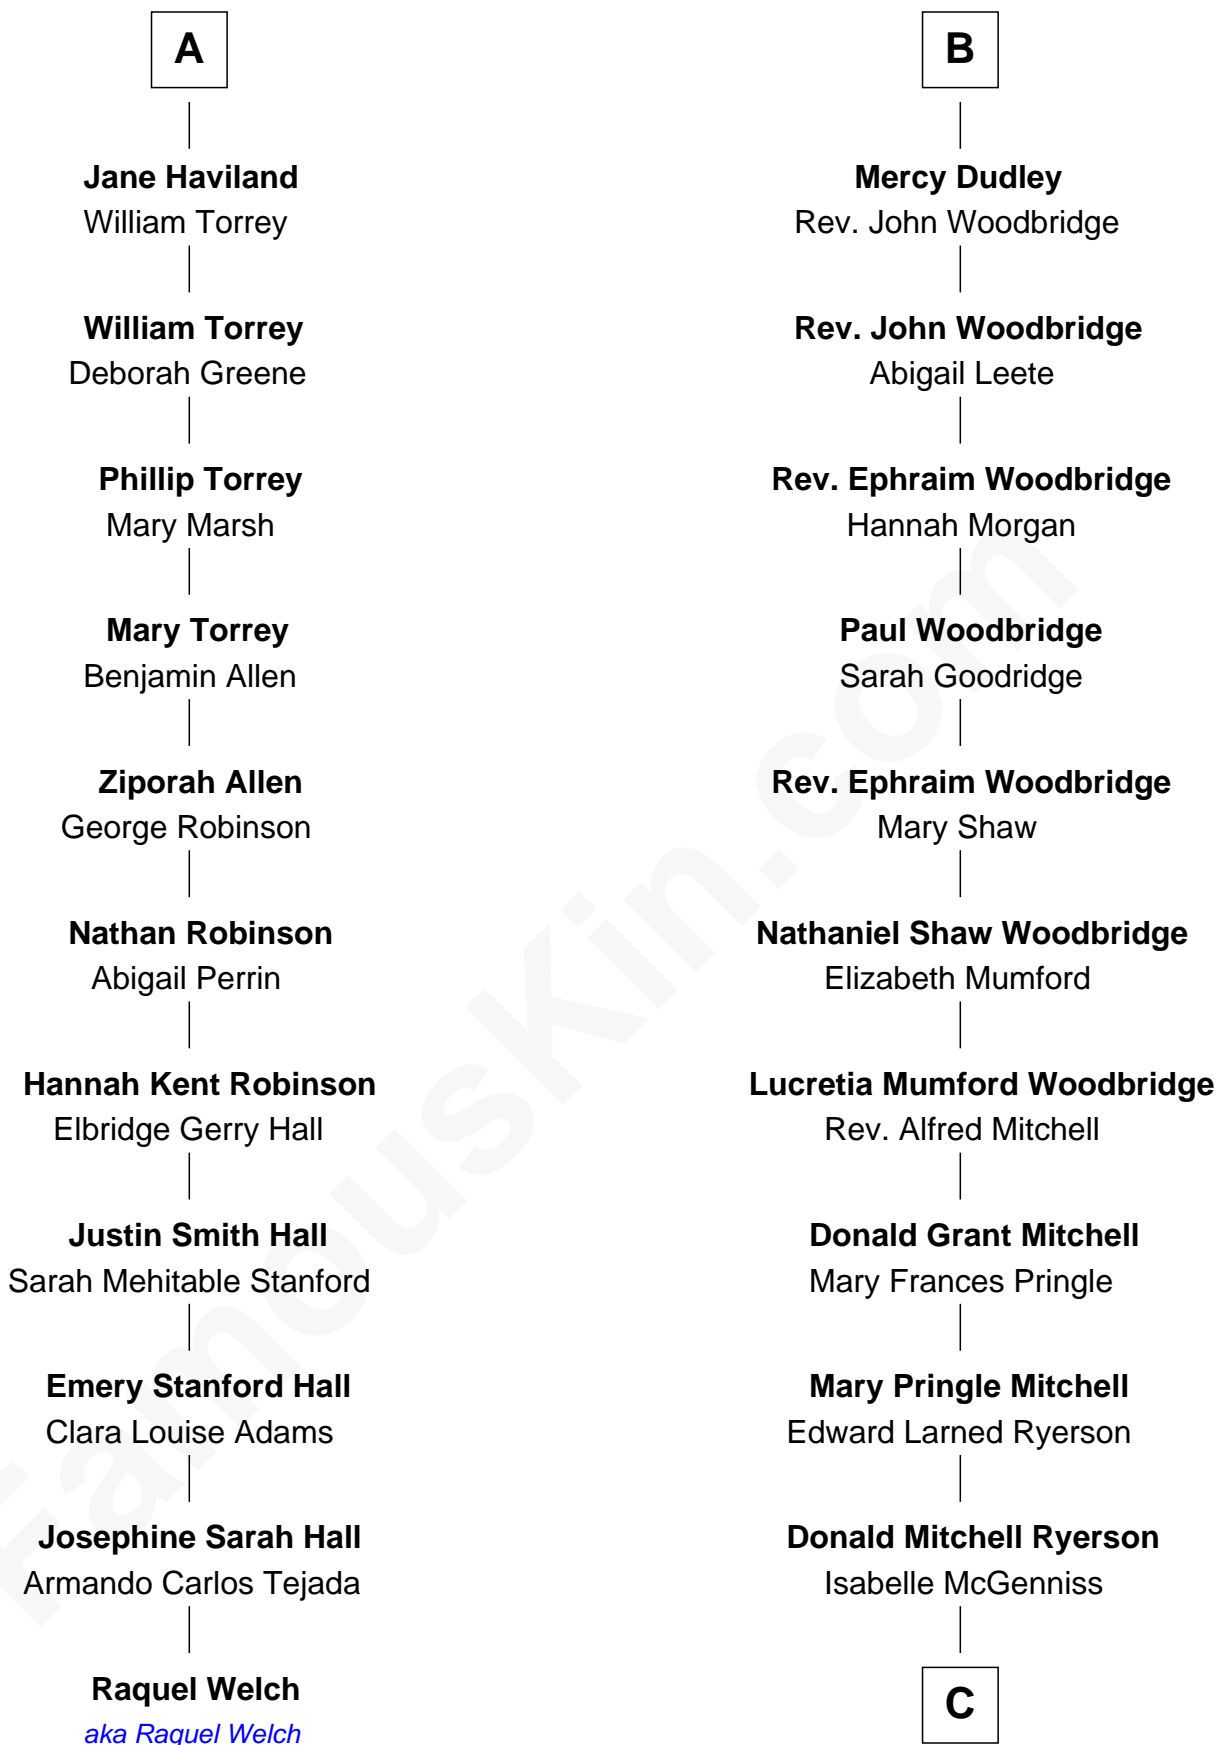 A
Jane Haviland
William Torrey
William Torrey
Deborah Greene
Phillip Torrey
Mary Marsh
Mary Torrey
Benjamin Allen
Ziporah Allen
George Robinson
Nathan Robinson
Abigail Perrin
Hannah Kent Robinson
Elbridge Gerry Hall
Justin Smith Hall
Sarah Mehitable Stanford
Emery Stanford Hall
Clara Louise Adams
Josephine Sarah Hall
Armando Carlos Tejada
Raquel Welch
aka Raquel Welch
B
Mercy Dudley
Rev. John Woodbridge
Rev. John Woodbridge
Abigail Leete
Rev. Ephraim Woodbridge
Hannah Morgan
Paul Woodbridge
Sarah Goodridge
Rev. Ephraim Woodbridge
Mary Shaw
Nathaniel Shaw Woodbridge
Elizabeth Mumford
Lucretia Mumford Woodbridge
Rev. Alfred Mitchell
Donald Grant Mitchell
Mary Frances Pringle
Mary Pringle Mitchell
Edward Larned Ryerson
Donald Mitchell Ryerson
Isabelle McGenniss
C
FamousKin.com